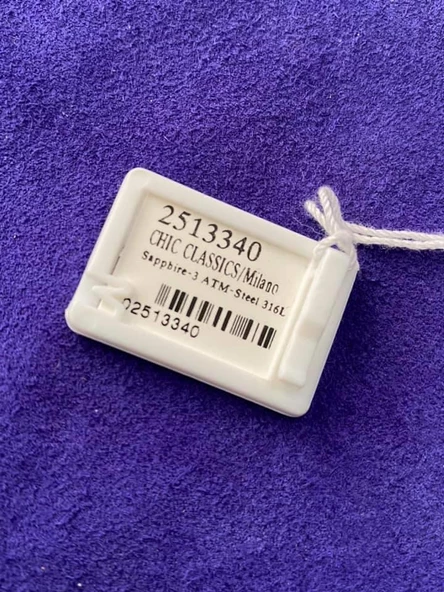 2513340
CHIC CLASSICS/Milano
Sapphire-3 ATM-Steel 316L
02513340